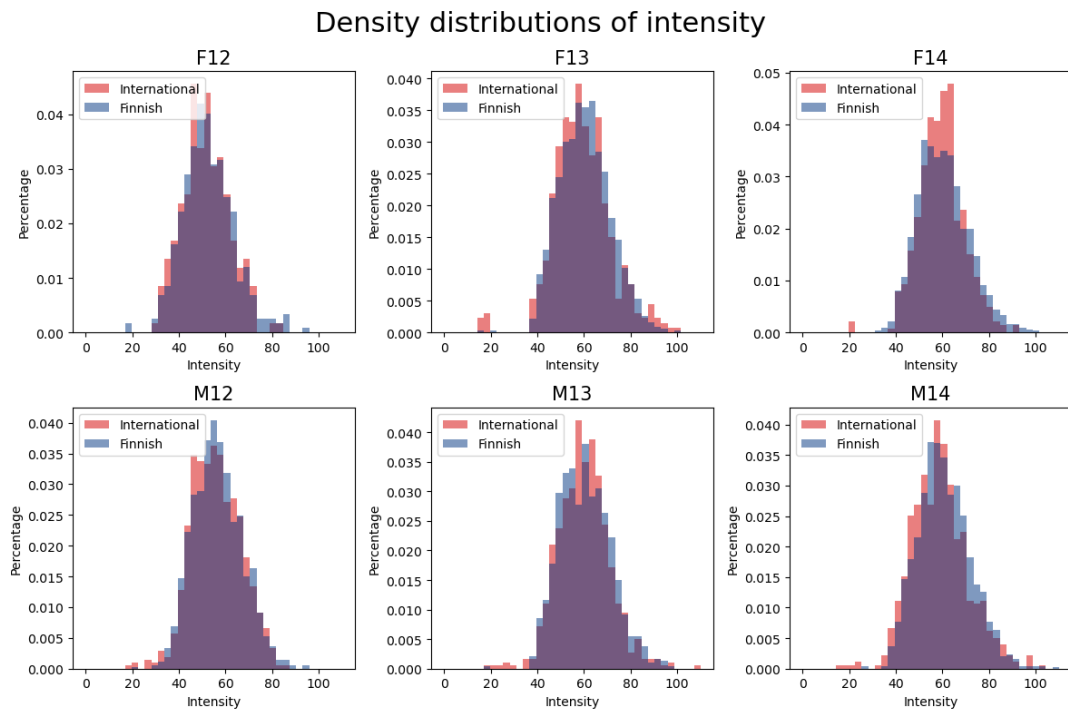 Density distributions of intensity
F12
International
Finnish
Percentage
0.04
0.03
0.02
0.01
0.00
0 20 40 60 80 100
Intensity
F13
International
Finnish
Percentage
0.040
0.035
0.030
0.025
0.020
0.015
0.010
0.005
0.000
0 20 40 60 80 100
Intensity
F14
International
Finnish
Percentage
0.05
0.04
0.03
0.02
0.01
0.00
0 20 40 60 80 100
Intensity
M12
International
Finnish
Percentage
0.040
0.035
0.030
0.025
0.020
0.015
0.010
0.005
0.000
0 20 40 60 80 100
Intensity
M13
International
Finnish
Percentage
0.040
0.035
0.030
0.025
0.020
0.015
0.010
0.005
0.000
0 20 40 60 80 100
Intensity
M14
International
Finnish
Percentage
0.040
0.035
0.030
0.025
0.020
0.015
0.010
0.005
0.000
0 20 40 60 80 100
Intensity